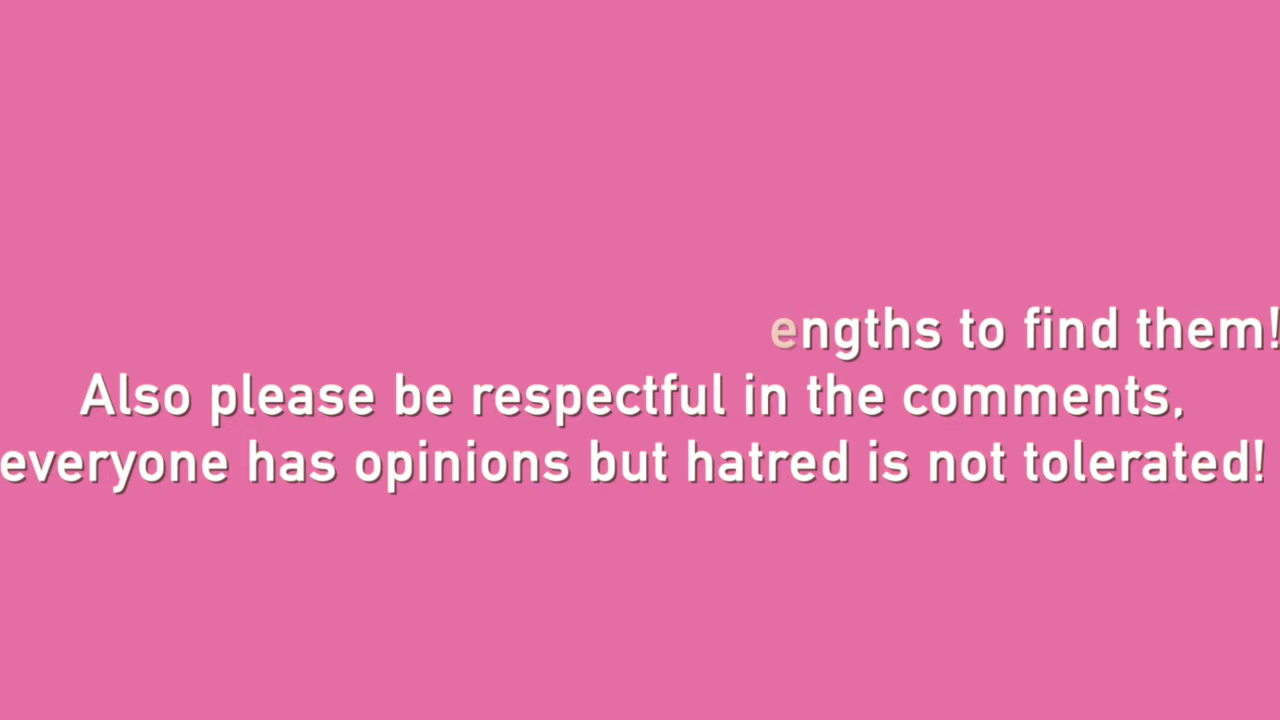 engths to find them!
Also please be respectful in the comments,
everyone has opinions but hatred is not tolerated!